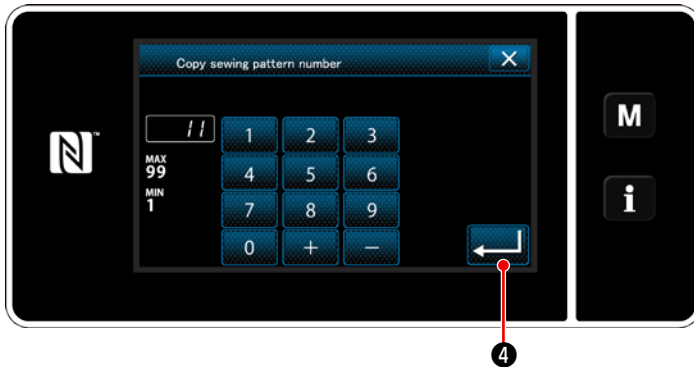 Copy sewing pattern number
11
MAX
99
MIN
1
1 2 3
4 5 6
7 8 9
0 + −
M
i
N
❹